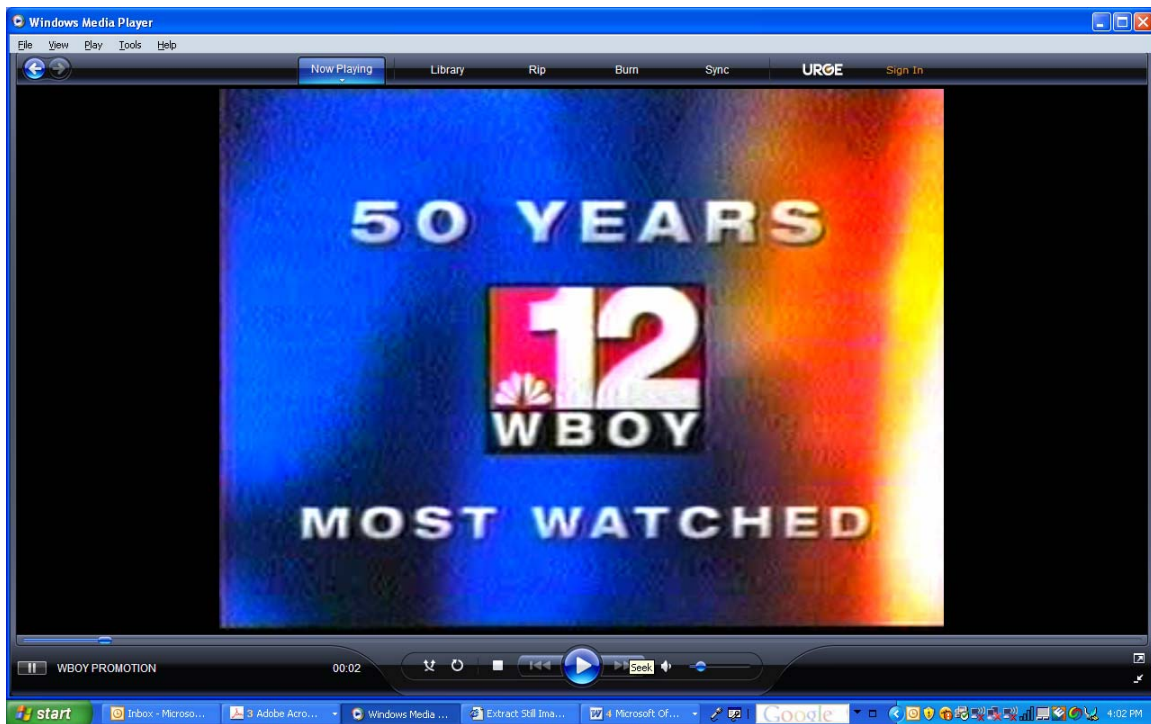 Windows Media Player
File View Play Tools Help
Now Playing Library Rip Burn Sync URGE Sign In
50 YEARS
12
WBOY
MOST WATCHED
WBOY PROMOTION 00:02
Seek
start Inbox - Microso... 3 Adobe Acro... Windows Media ... Extract Still Ima... 4 Microsoft Of... Google 4:02 PM